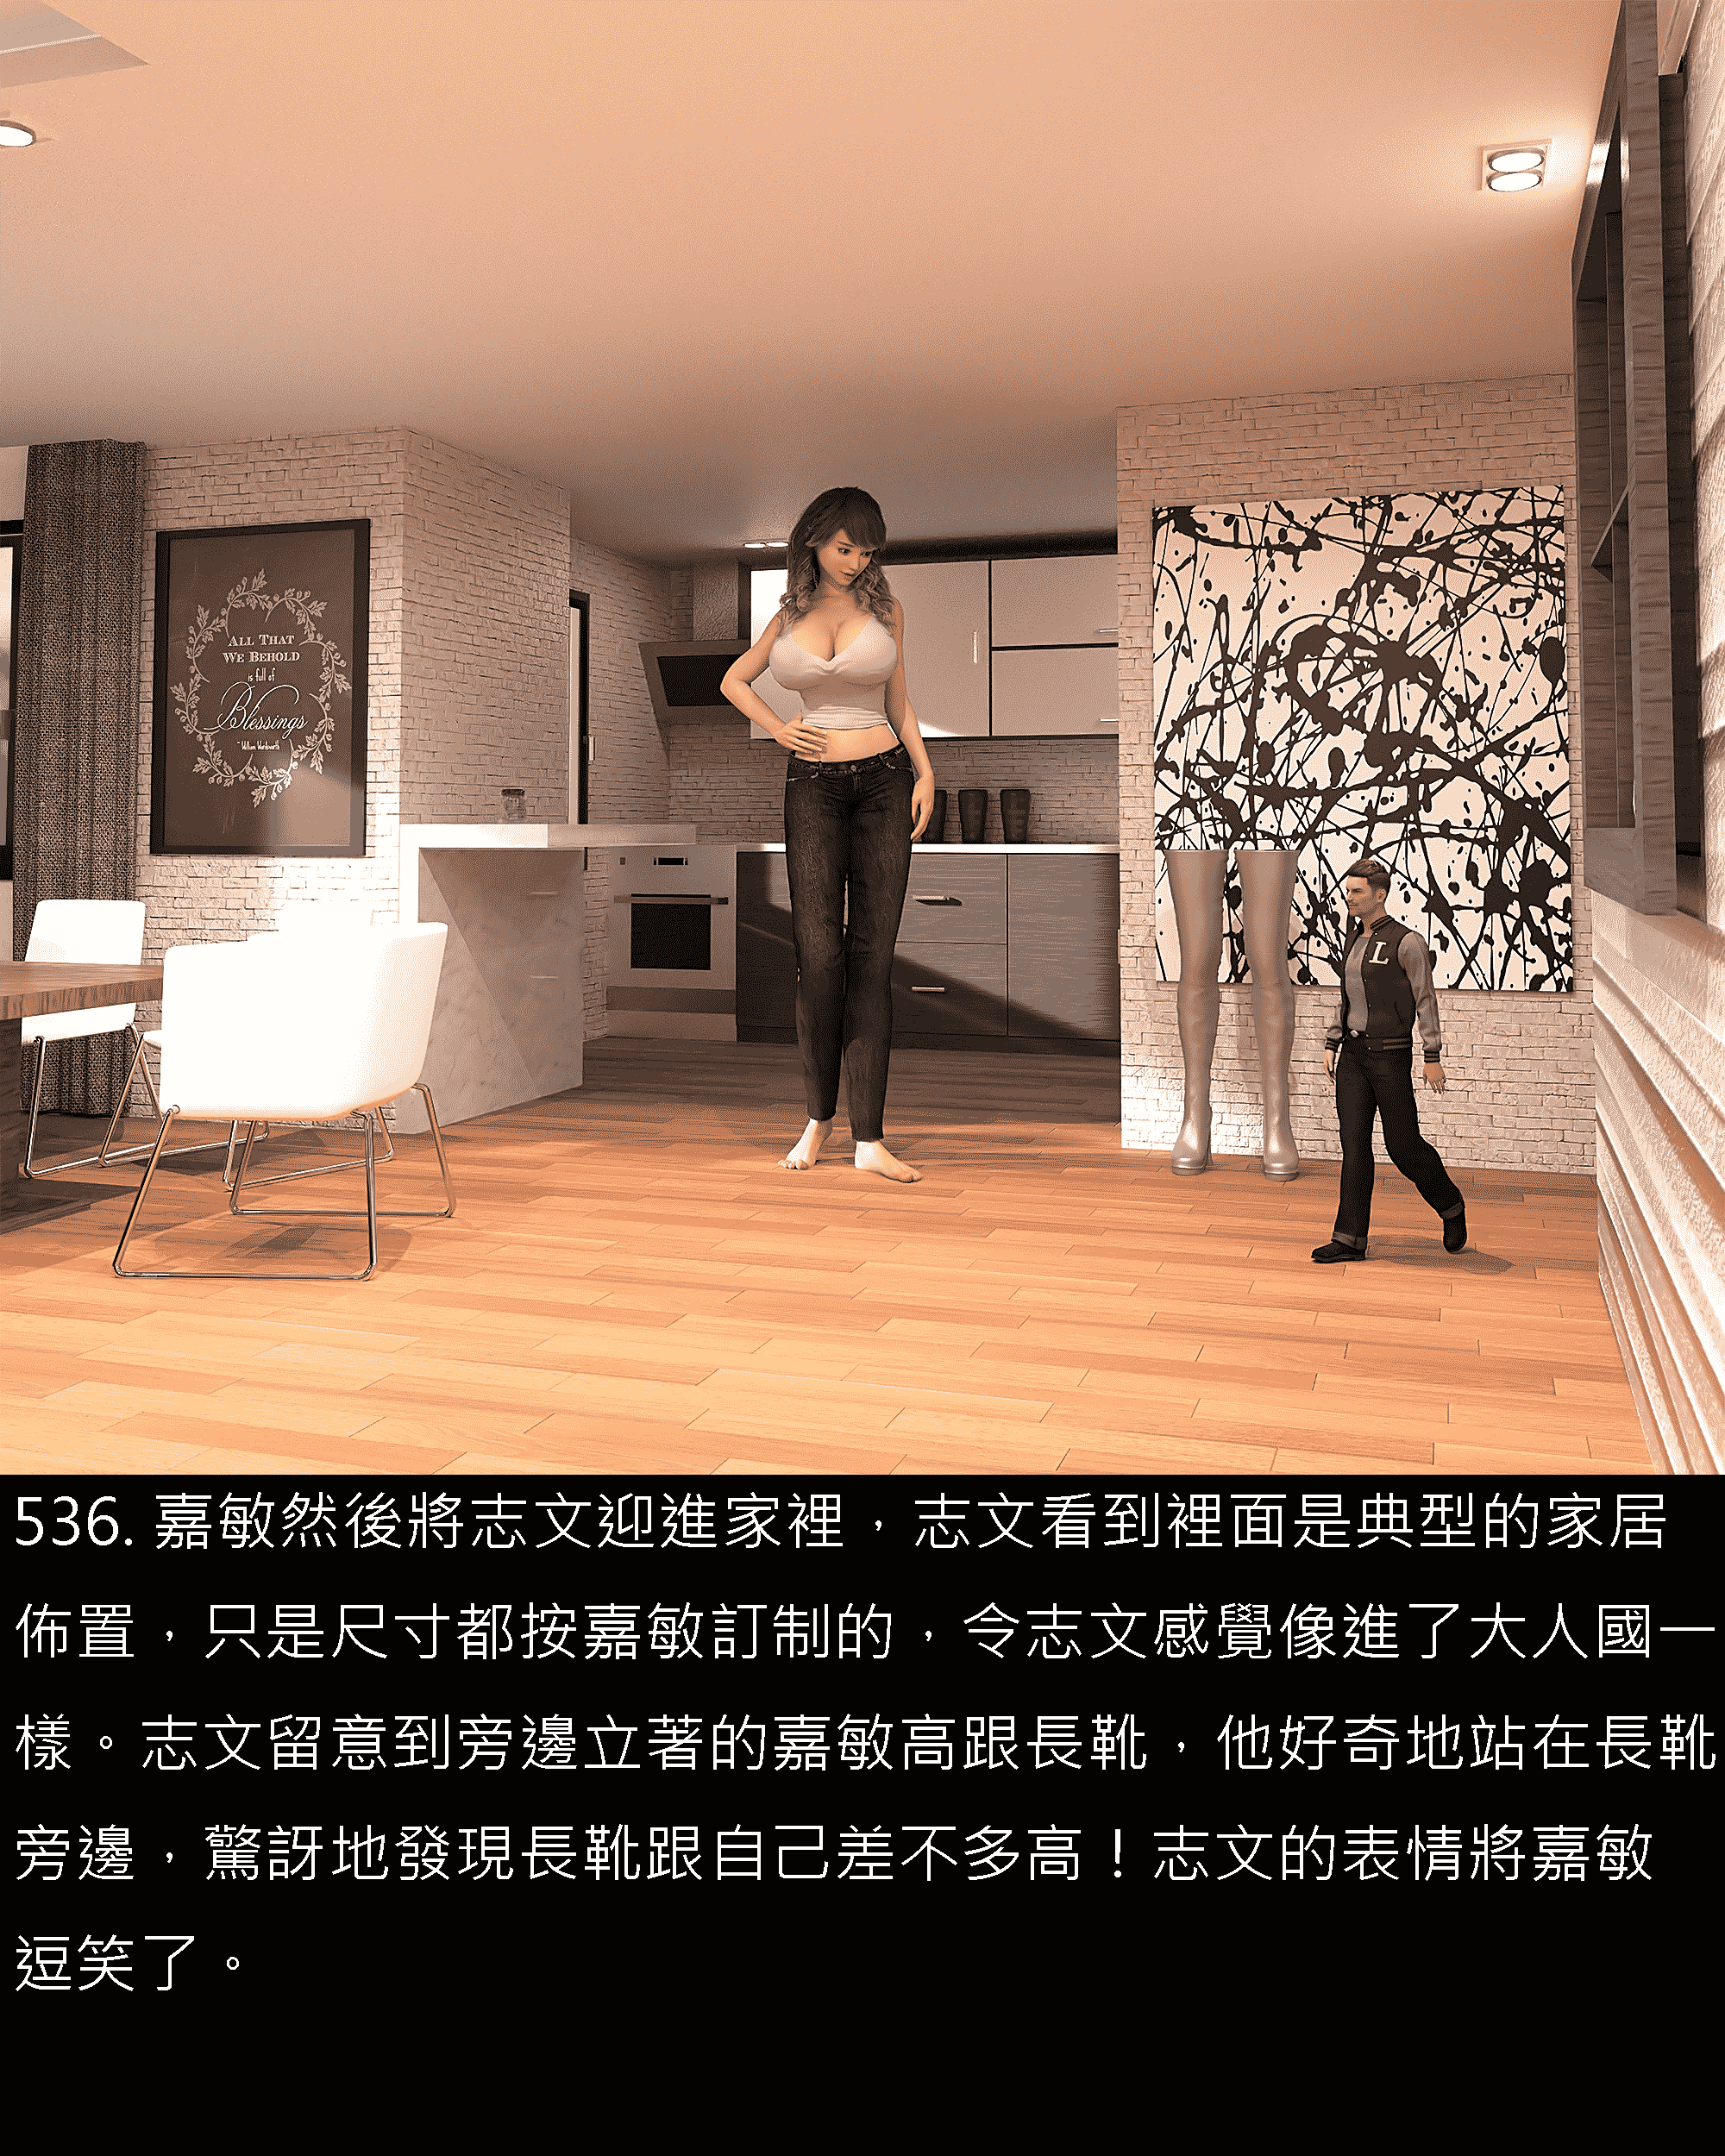 ALL THAT
WE BEHOLD
is full of
Blessings
~ William Wordsworth
L
536. 嘉敏然後將志文迎進家裡，志文看到裡面是典型的家居
佈置，只是尺寸都按嘉敏訂制的，令志文感覺像進了大人國一
樣。志文留意到旁邊立著的嘉敏高跟長靴，他好奇地站在長靴
旁邊，驚訝地發現長靴跟自己差不多高！志文的表情將嘉敏
逗笑了。